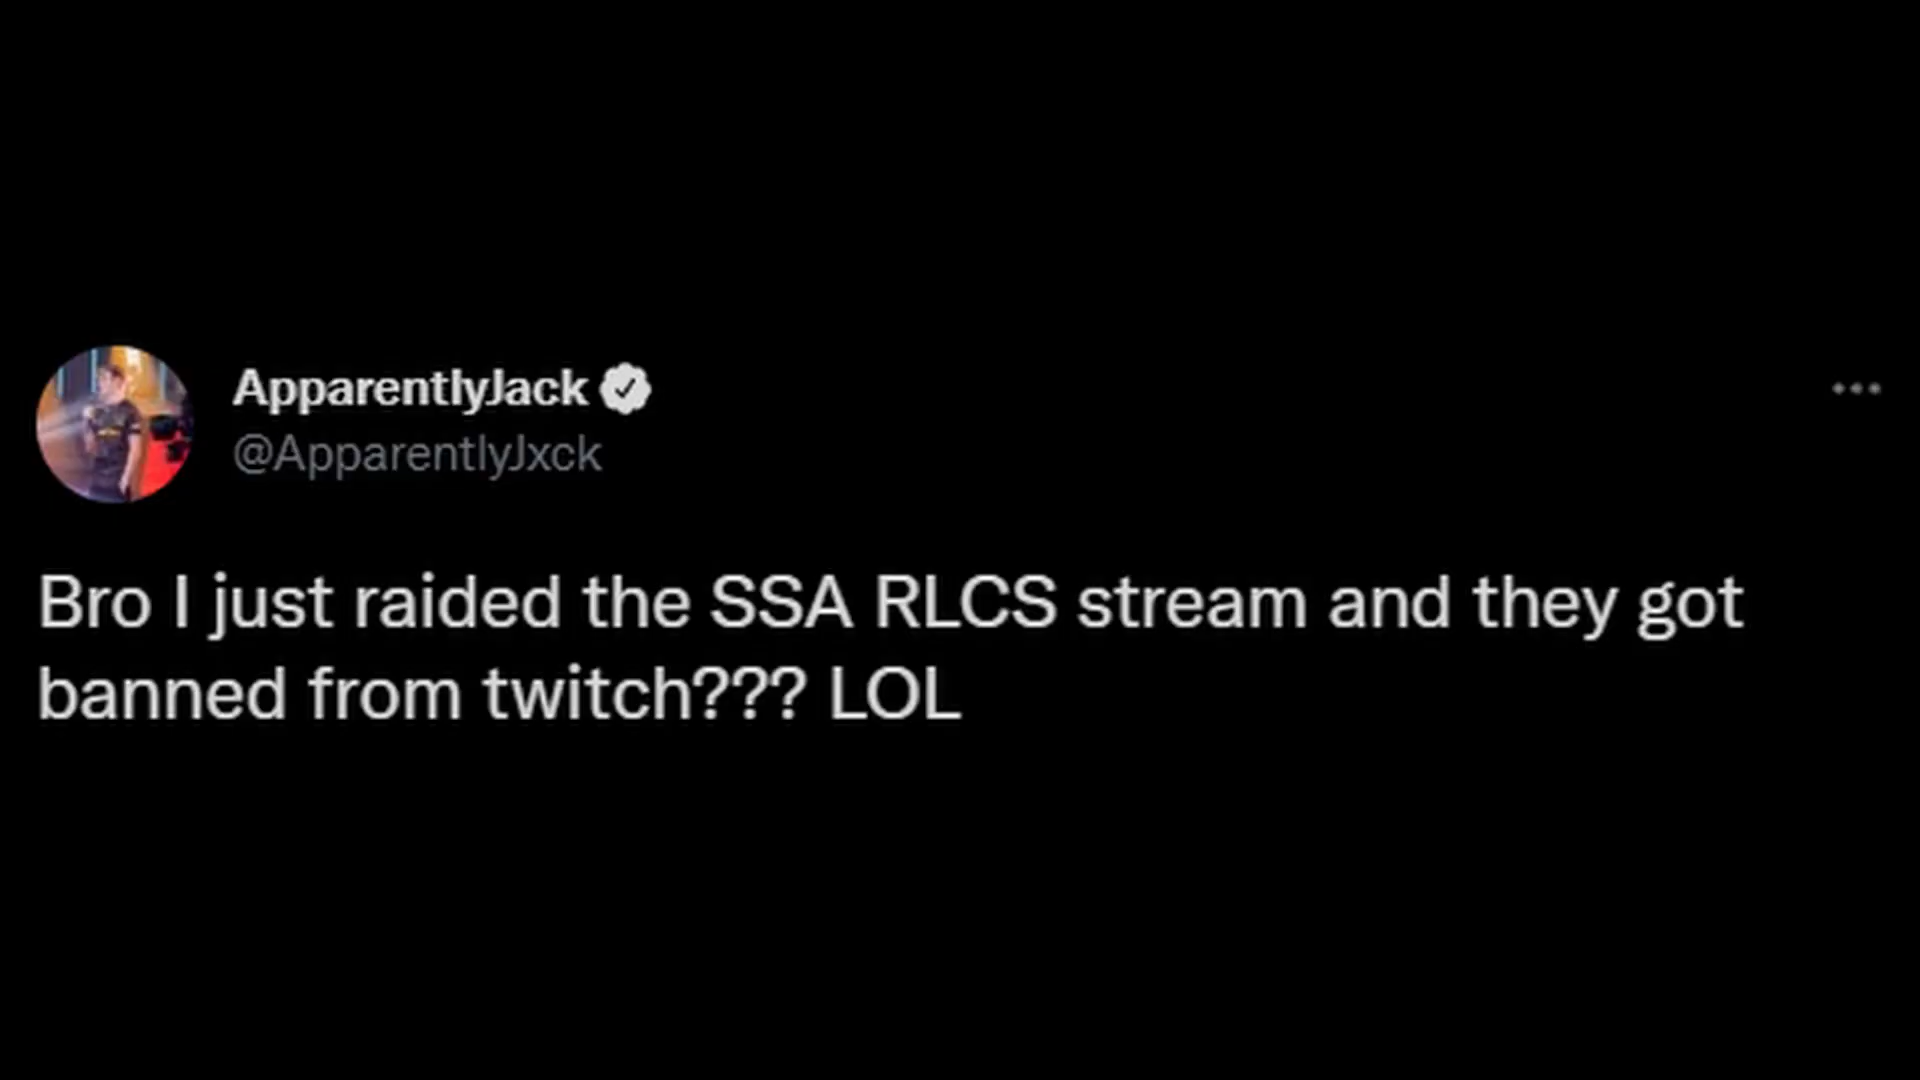 ApparentlyJack
@ApparentlyJxck
Bro I just raided the SSA RLCS stream and they got
banned from twitch??? LOL